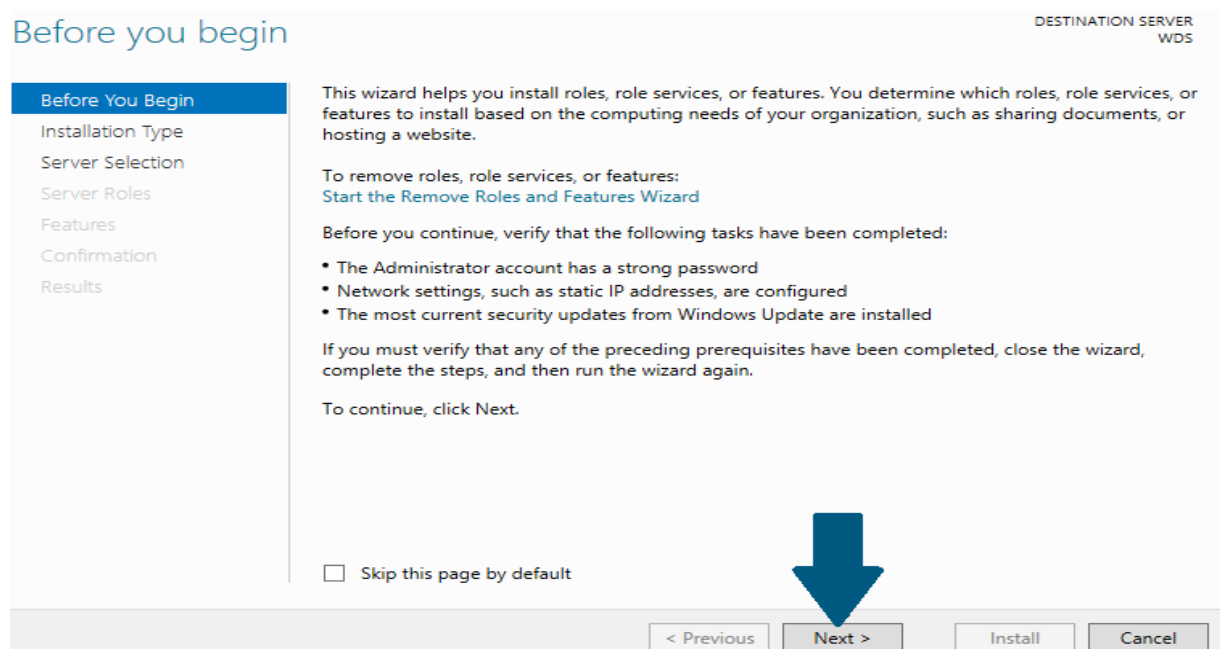 Before you begin
DESTINATION SERVER
WDS
Before You Begin
Installation Type
Server Selection
Server Roles
Features
Confirmation
Results
This wizard helps you install roles, role services, or features. You determine which roles, role services, or
features to install based on the computing needs of your organization, such as sharing documents, or
hosting a website.
To remove roles, role services, or features:
Start the Remove Roles and Features Wizard
Before you continue, verify that the following tasks have been completed:
• The Administrator account has a strong password
• Network settings, such as static IP addresses, are configured
• The most current security updates from Windows Update are installed
If you must verify that any of the preceding prerequisites have been completed, close the wizard,
complete the steps, and then run the wizard again.
To continue, click Next.
Skip this page by default
< Previous
Next >
Install
Cancel